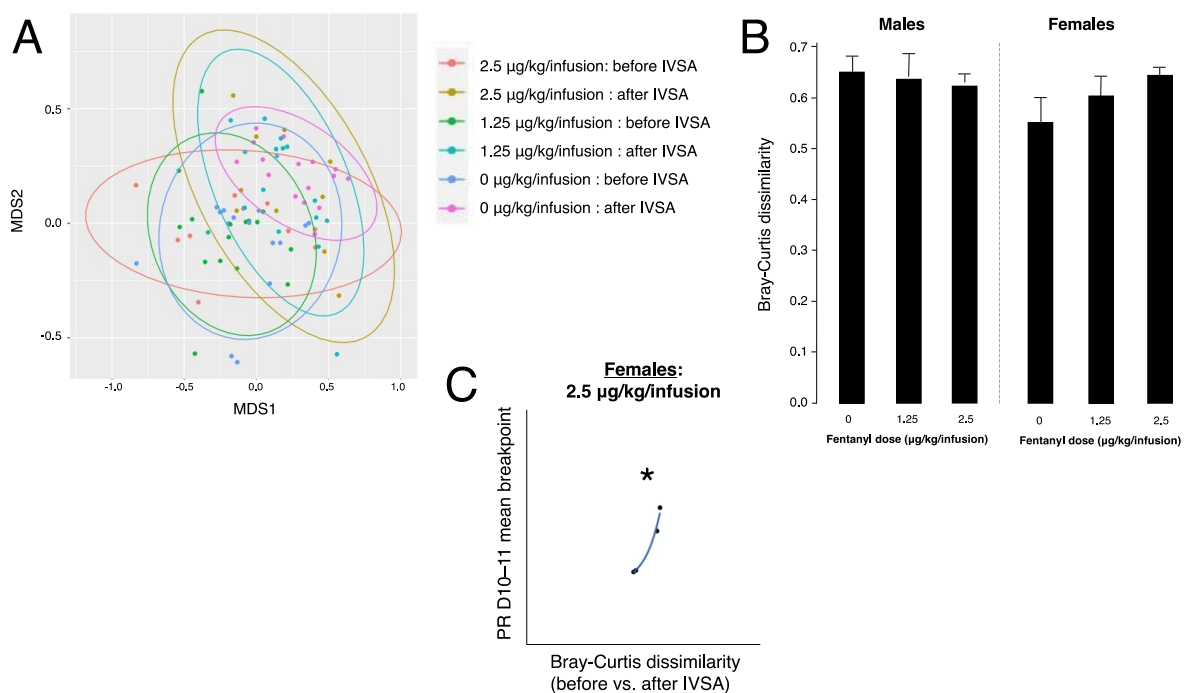 A
0.5
0.0
-0.5
MDS2
-1.0 -0.5 0.0 0.5 1.0
MDS1
2.5 µg/kg/infusion: before IVSA
2.5 µg/kg/infusion : after IVSA
1.25 µg/kg/infusion : before IVSA
1.25 µg/kg/infusion : after IVSA
0 µg/kg/infusion : before IVSA
0 µg/kg/infusion : after IVSA
B
Males Females
0.7
0.6
0.5
0.4
0.3
0.2
0.1
0.0
Bray-Curtis dissimilarity
0 1.25 2.5 0 1.25 2.5
Fentanyl dose (µg/kg/infusion) Fentanyl dose (µg/kg/infusion)
C
Females:
2.5 µg/kg/infusion
*
PR D10–11 mean breakpoint
Bray-Curtis dissimilarity
(before vs. after IVSA)